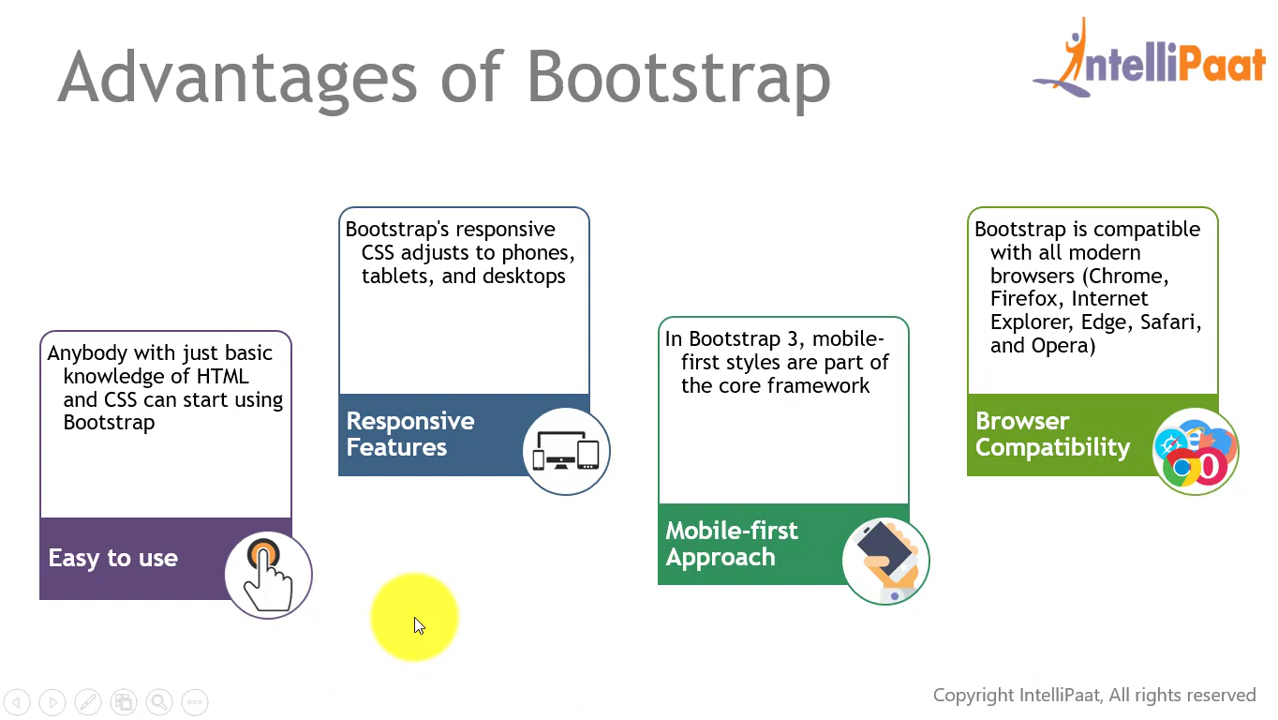 Advantages of Bootstrap
IntelliPaat
Anybody with just basic
knowledge of HTML
and CSS can start using
Bootstrap
Easy to use
Bootstrap's responsive
CSS adjusts to phones,
tablets, and desktops
Responsive
Features
In Bootstrap 3, mobile-
first styles are part of
the core framework
Mobile-first
Approach
Bootstrap is compatible
with all modern
browsers (Chrome,
Firefox, Internet
Explorer, Edge, Safari,
and Opera)
Browser
Compatibility
Copyright IntelliPaat, All rights reserved